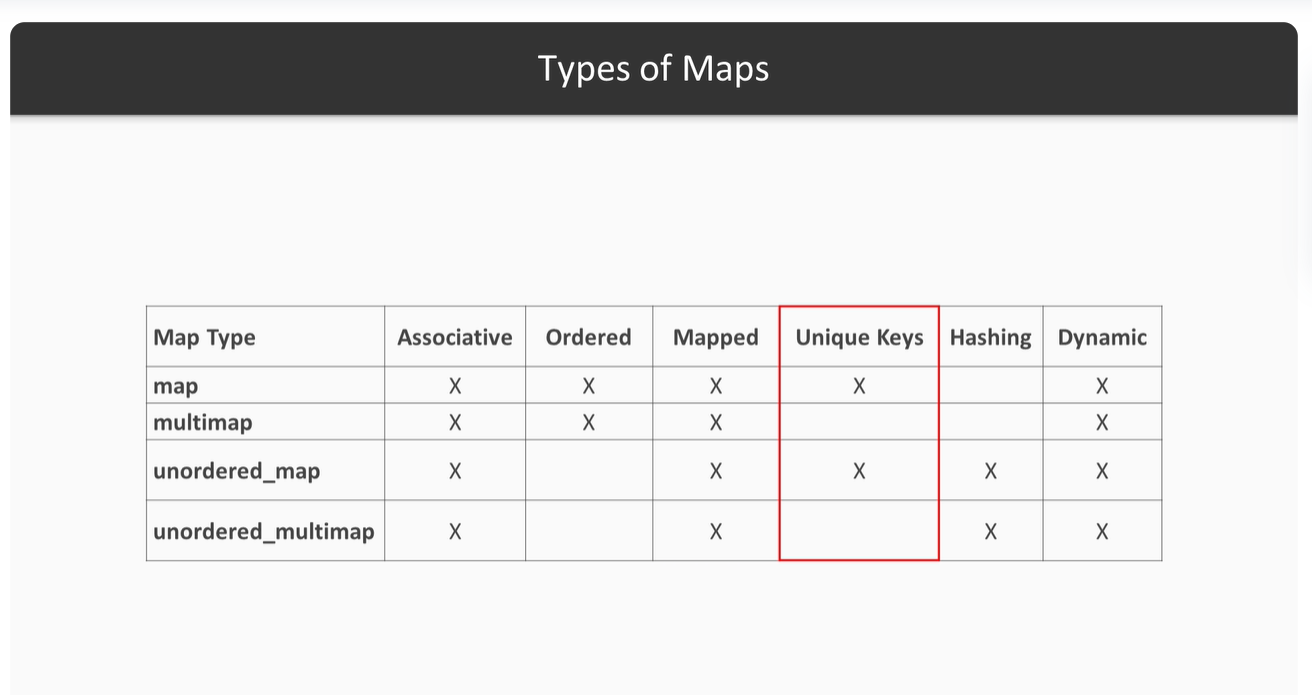 Types of Maps
Map Type Associative Ordered Mapped Unique Keys Hashing Dynamic
map X X X X X
multimap X X X X
unordered_map X X X X X
unordered_multimap X X X X